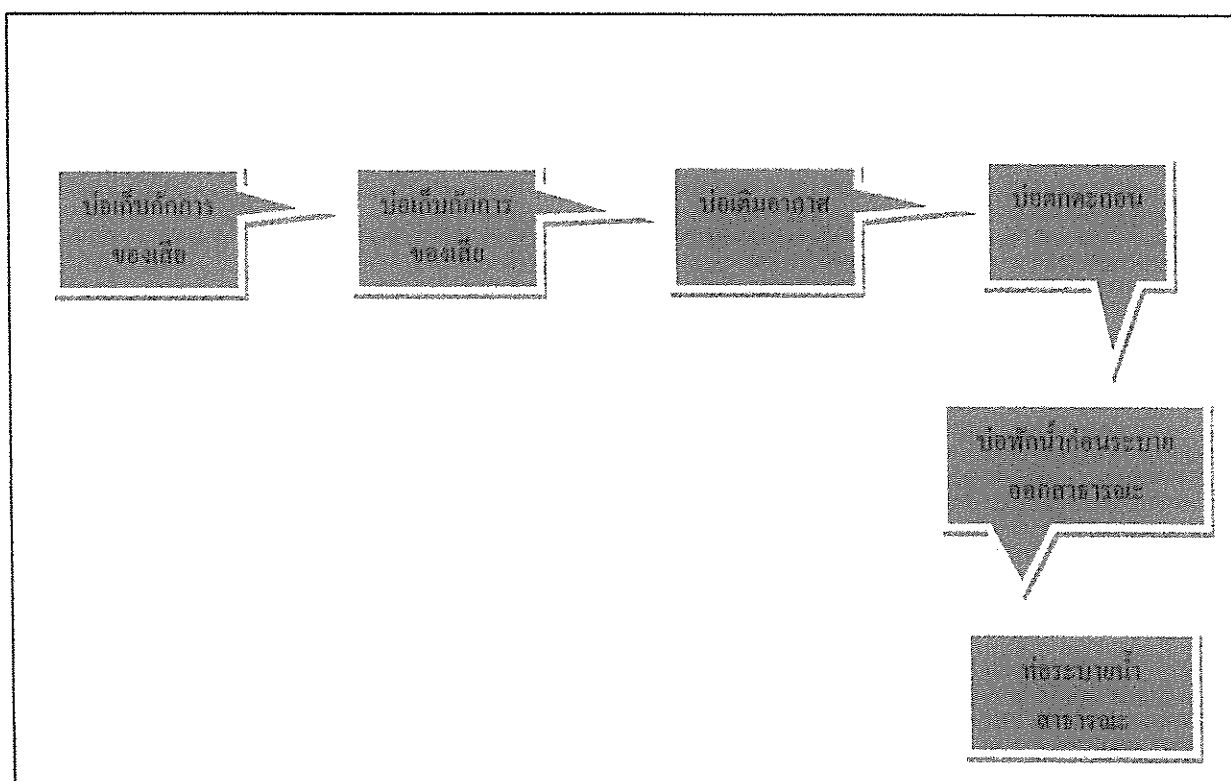 บ่อเก็บกักการ
ของเสีย
บ่อเก็บกักการ
ของเสีย
บ่อเติมอากาศ
บ่อตกตะกอน
บ่อพักน้ำก่อนระบาย
ออกสาธารณะ
ท่อระบายน้ำ
สาธารณะ